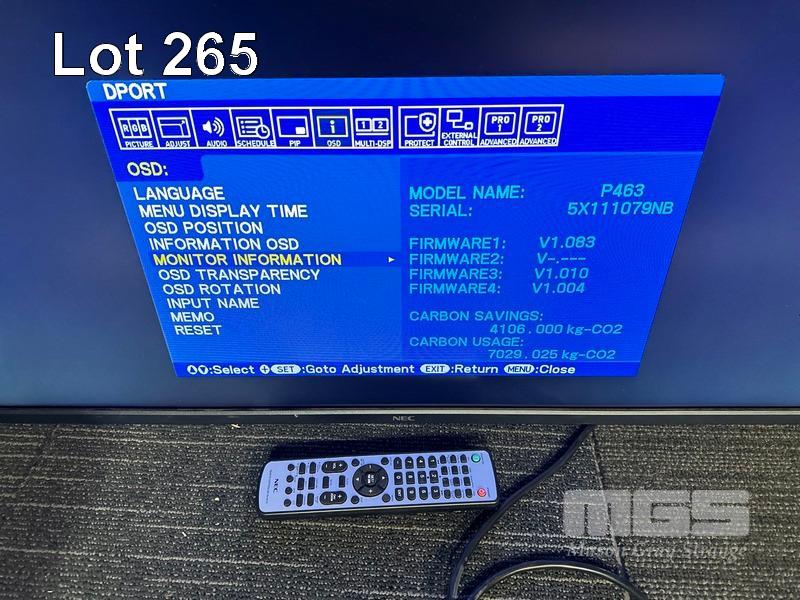 Lot 265
DPORT
RGB
PICTURE
ADJUST
AUDIO
SCHEDULE
PIP
i
OSD
1 2
MULTI-DSP
PROTECT
EXTERNAL
CONTROL
PRO
1
ADVANCED
PRO
2
ADVANCED
OSD:
LANGUAGE
MENU DISPLAY TIME
OSD POSITION
INFORMATION OSD
MONITOR INFORMATION
OSD TRANSPARENCY
OSD ROTATION
INPUT NAME
MEMO
RESET
MODEL NAME: P463
SERIAL: 5X111079NB
FIRMWARE1: V1.083
FIRMWARE2: V-.---
FIRMWARE3: V1.010
FIRMWARE4: V1.004
CARBON SAVINGS:
4106.000 kg-CO2
CARBON USAGE:
7029.025 kg-CO2
:Select + SET :Goto Adjustment EXIT :Return MENU :Close
NEC
NEC
MGS